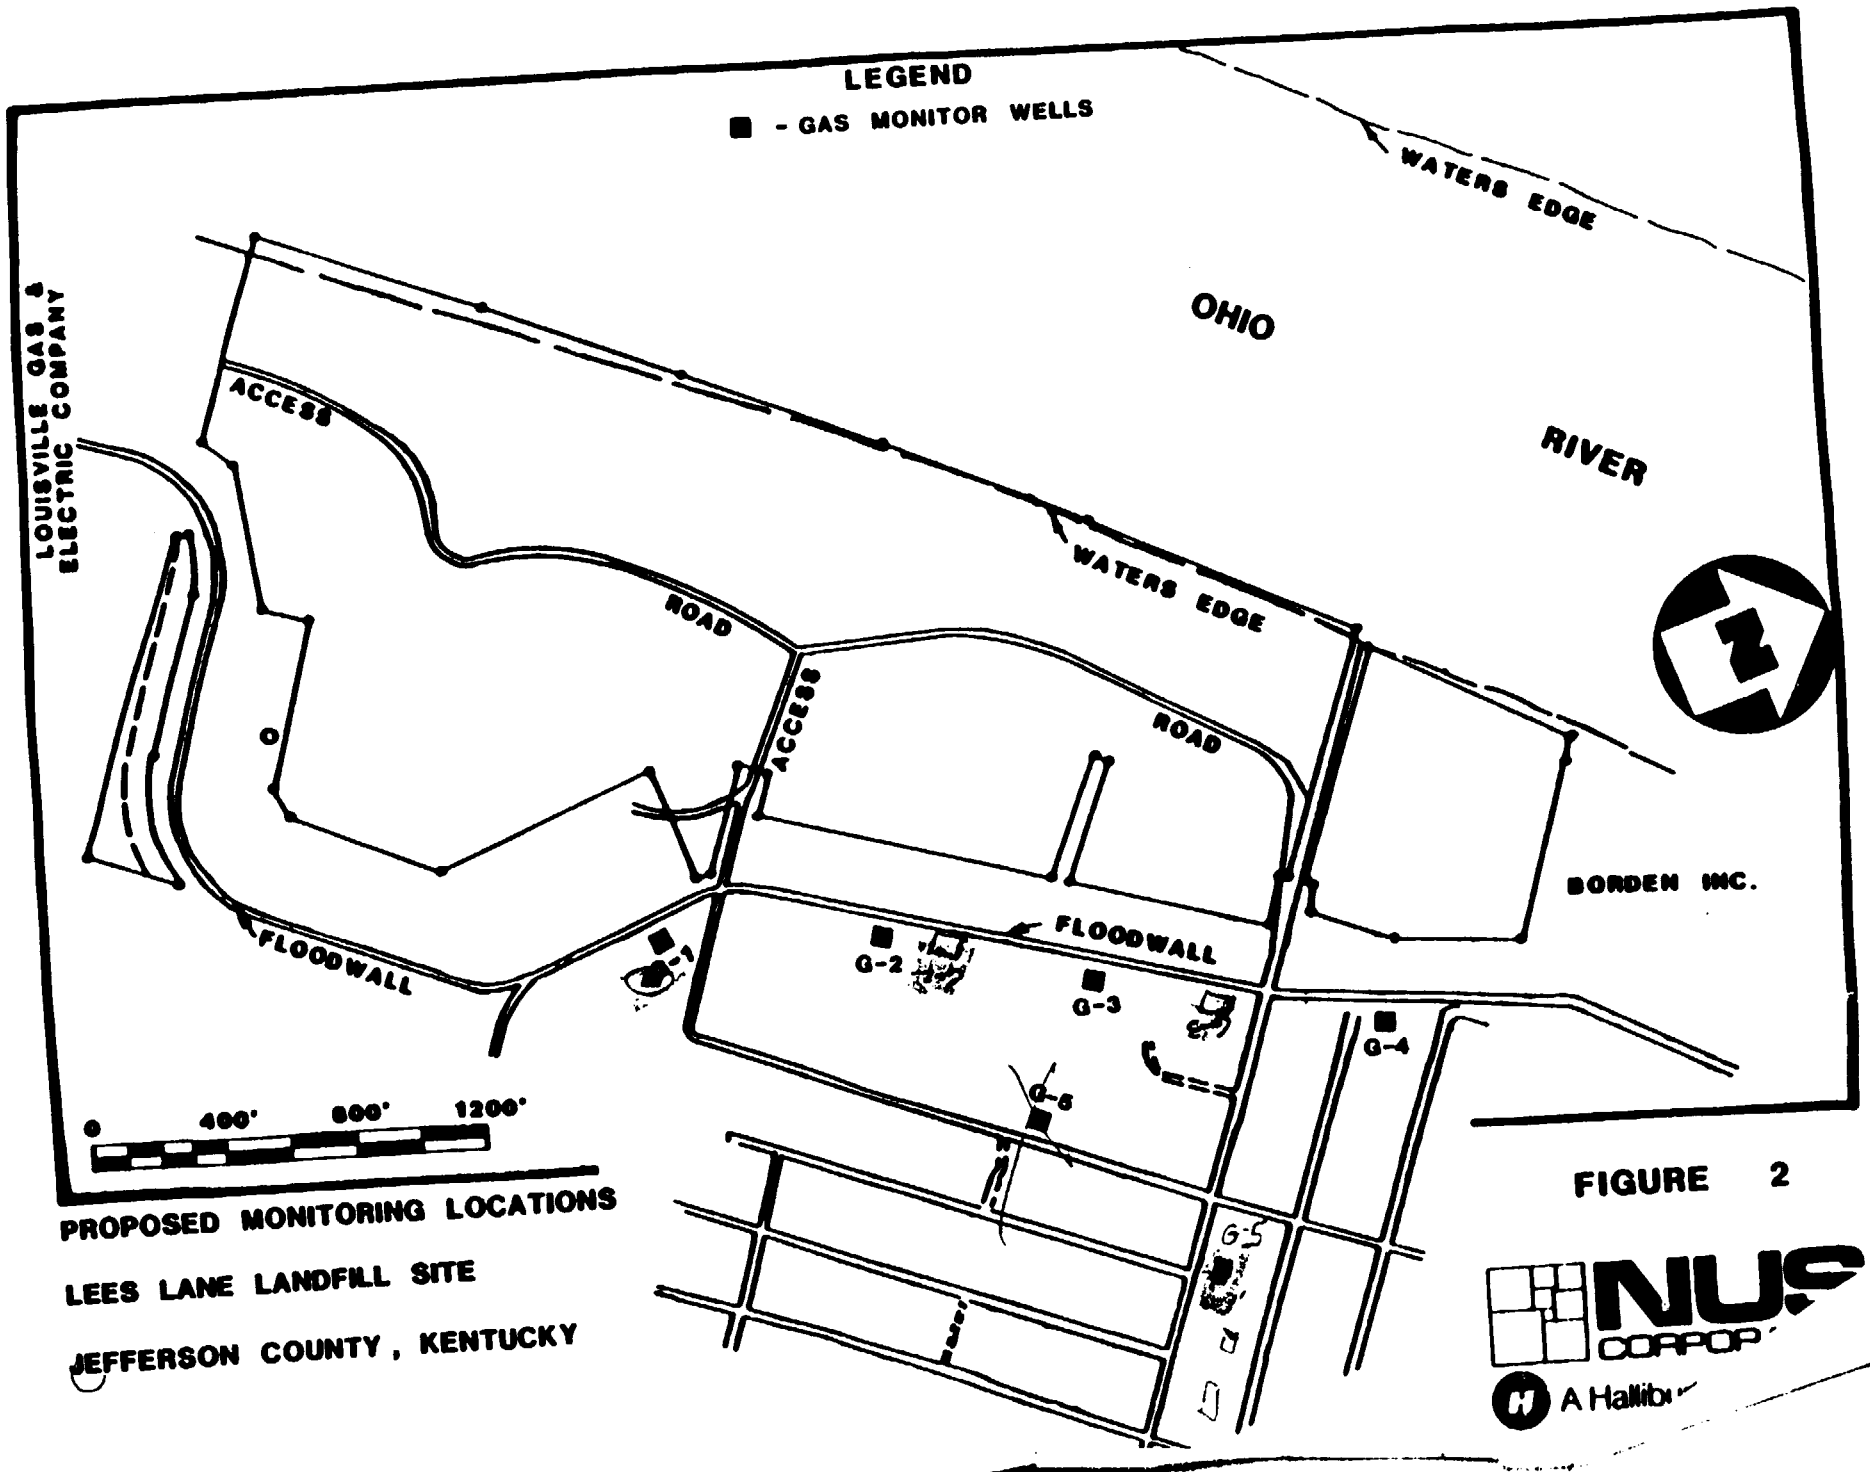 LEGEND
- GAS MONITOR WELLS
WATERS EDGE
OHIO
RIVER
LOUISVILLE GAS &
ELECTRIC COMPANY
ACCESS
ROAD
WATERS EDGE
N
ACCESS
ROAD
BORDEN INC.
FLOODWALL
FLOODWALL
G-2
G-3
G-4
G-5
G-5
0 400' 800' 1200'
FIGURE 2
PROPOSED MONITORING LOCATIONS
LEES LANE LANDFILL SITE
JEFFERSON COUNTY, KENTUCKY
NUS
H A